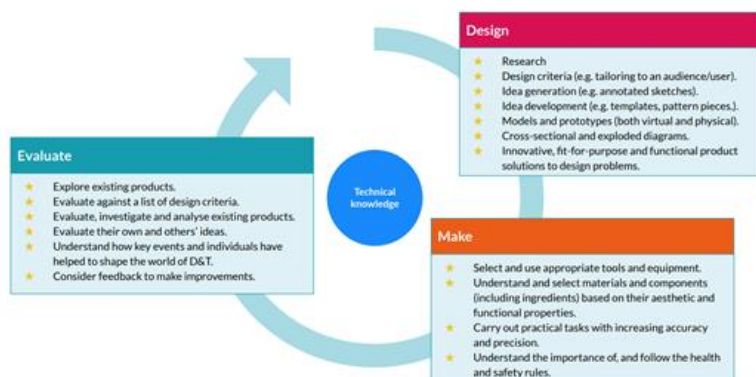 Design
Research
Design criteria (e.g. tailoring to an audience/user).
Idea generation (e.g. annotated sketches).
Idea development (e.g. templates, pattern pieces.).
Models and prototypes (both virtual and physical).
Cross-sectional and exploded diagrams.
Innovative, fit-for-purpose and functional product
solutions to design problems.
Technical
knowledge
Make
Select and use appropriate tools and equipment.
Understand and select materials and components
(including ingredients) based on their aesthetic and
functional properties.
Carry out practical tasks with increasing accuracy
and precision.
Understand the importance of, and follow the health
and safety rules.
Evaluate
Explore existing products.
Evaluate against a list of design criteria.
Evaluate, investigate and analyse existing products.
Evaluate their own and others' ideas.
Understand how key events and individuals have
helped to shape the world of D&T.
Consider feedback to make improvements.